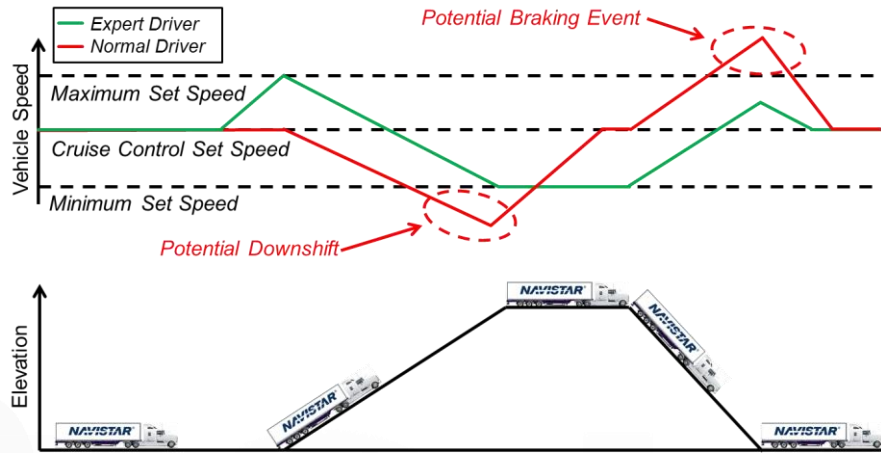 Expert Driver
Normal Driver
Potential Braking Event
Vehicle Speed
Maximum Set Speed
Cruise Control Set Speed
Minimum Set Speed
Potential Downshift
Elevation
NAVISTAR
NAVISTAR
NAVISTAR
NAVISTAR
NAVISTAR